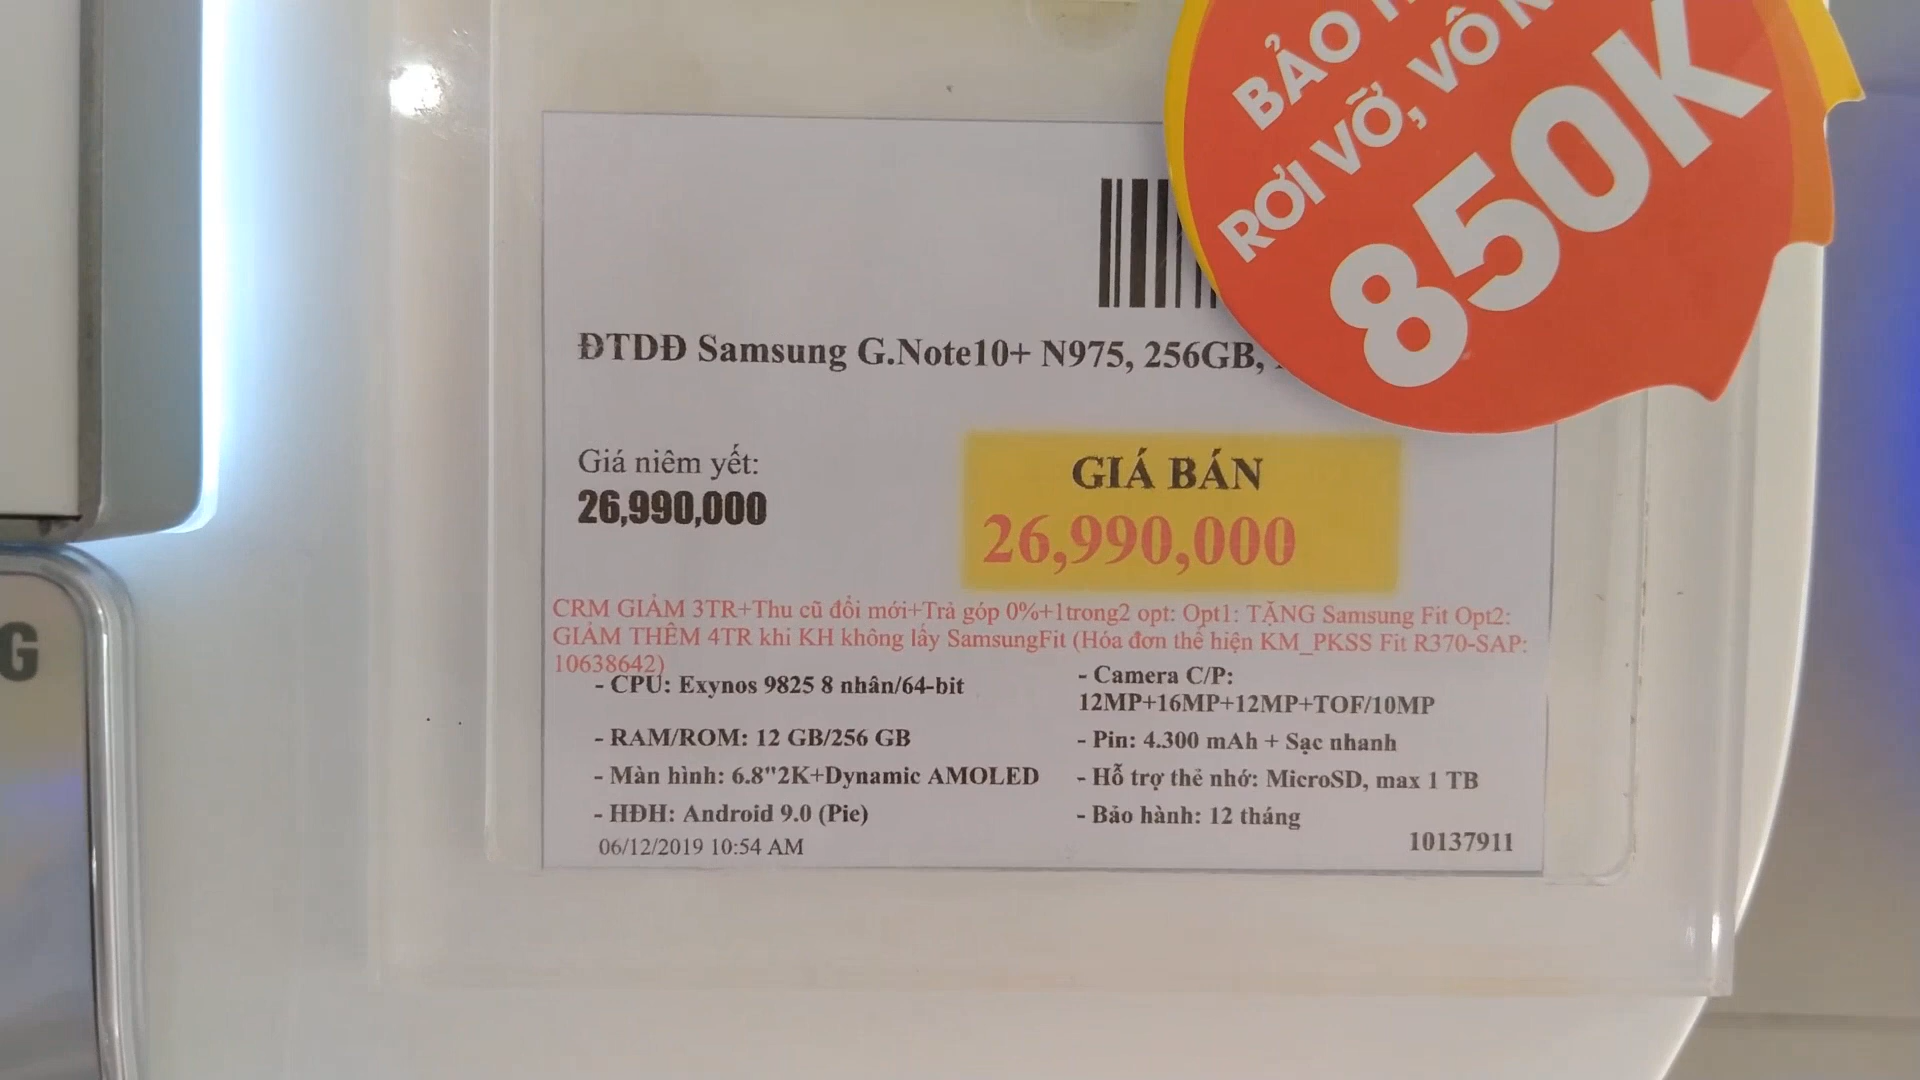 BẢO
RƠI VỠ, VÔ
850K
ĐTDĐ Samsung G.Note10+ N975, 256GB,
Giá niêm yết:
26,990,000
GIÁ BÁN
26,990,000
CRM GIẢM 3TR+Thu cũ đổi mới+Trả góp 0%+1trong2 opt: Opt1: TẶNG Samsung Fit Opt2:
GIẢM THÊM 4TR khi KH không lấy SamsungFit (Hóa đơn thể hiện KM_PKSS Fit R370-SAP:
10638642)
- CPU: Exynos 9825 8 nhân/64-bit
- RAM/ROM: 12 GB/256 GB
- Màn hình: 6.8"2K+Dynamic AMOLED
- HĐH: Android 9.0 (Pie)
06/12/2019 10:54 AM
- Camera C/P:
12MP+16MP+12MP+TOF/10MP
- Pin: 4.300 mAh + Sạc nhanh
- Hỗ trợ thẻ nhớ: MicroSD, max 1 TB
- Bảo hành: 12 tháng
10137911
G